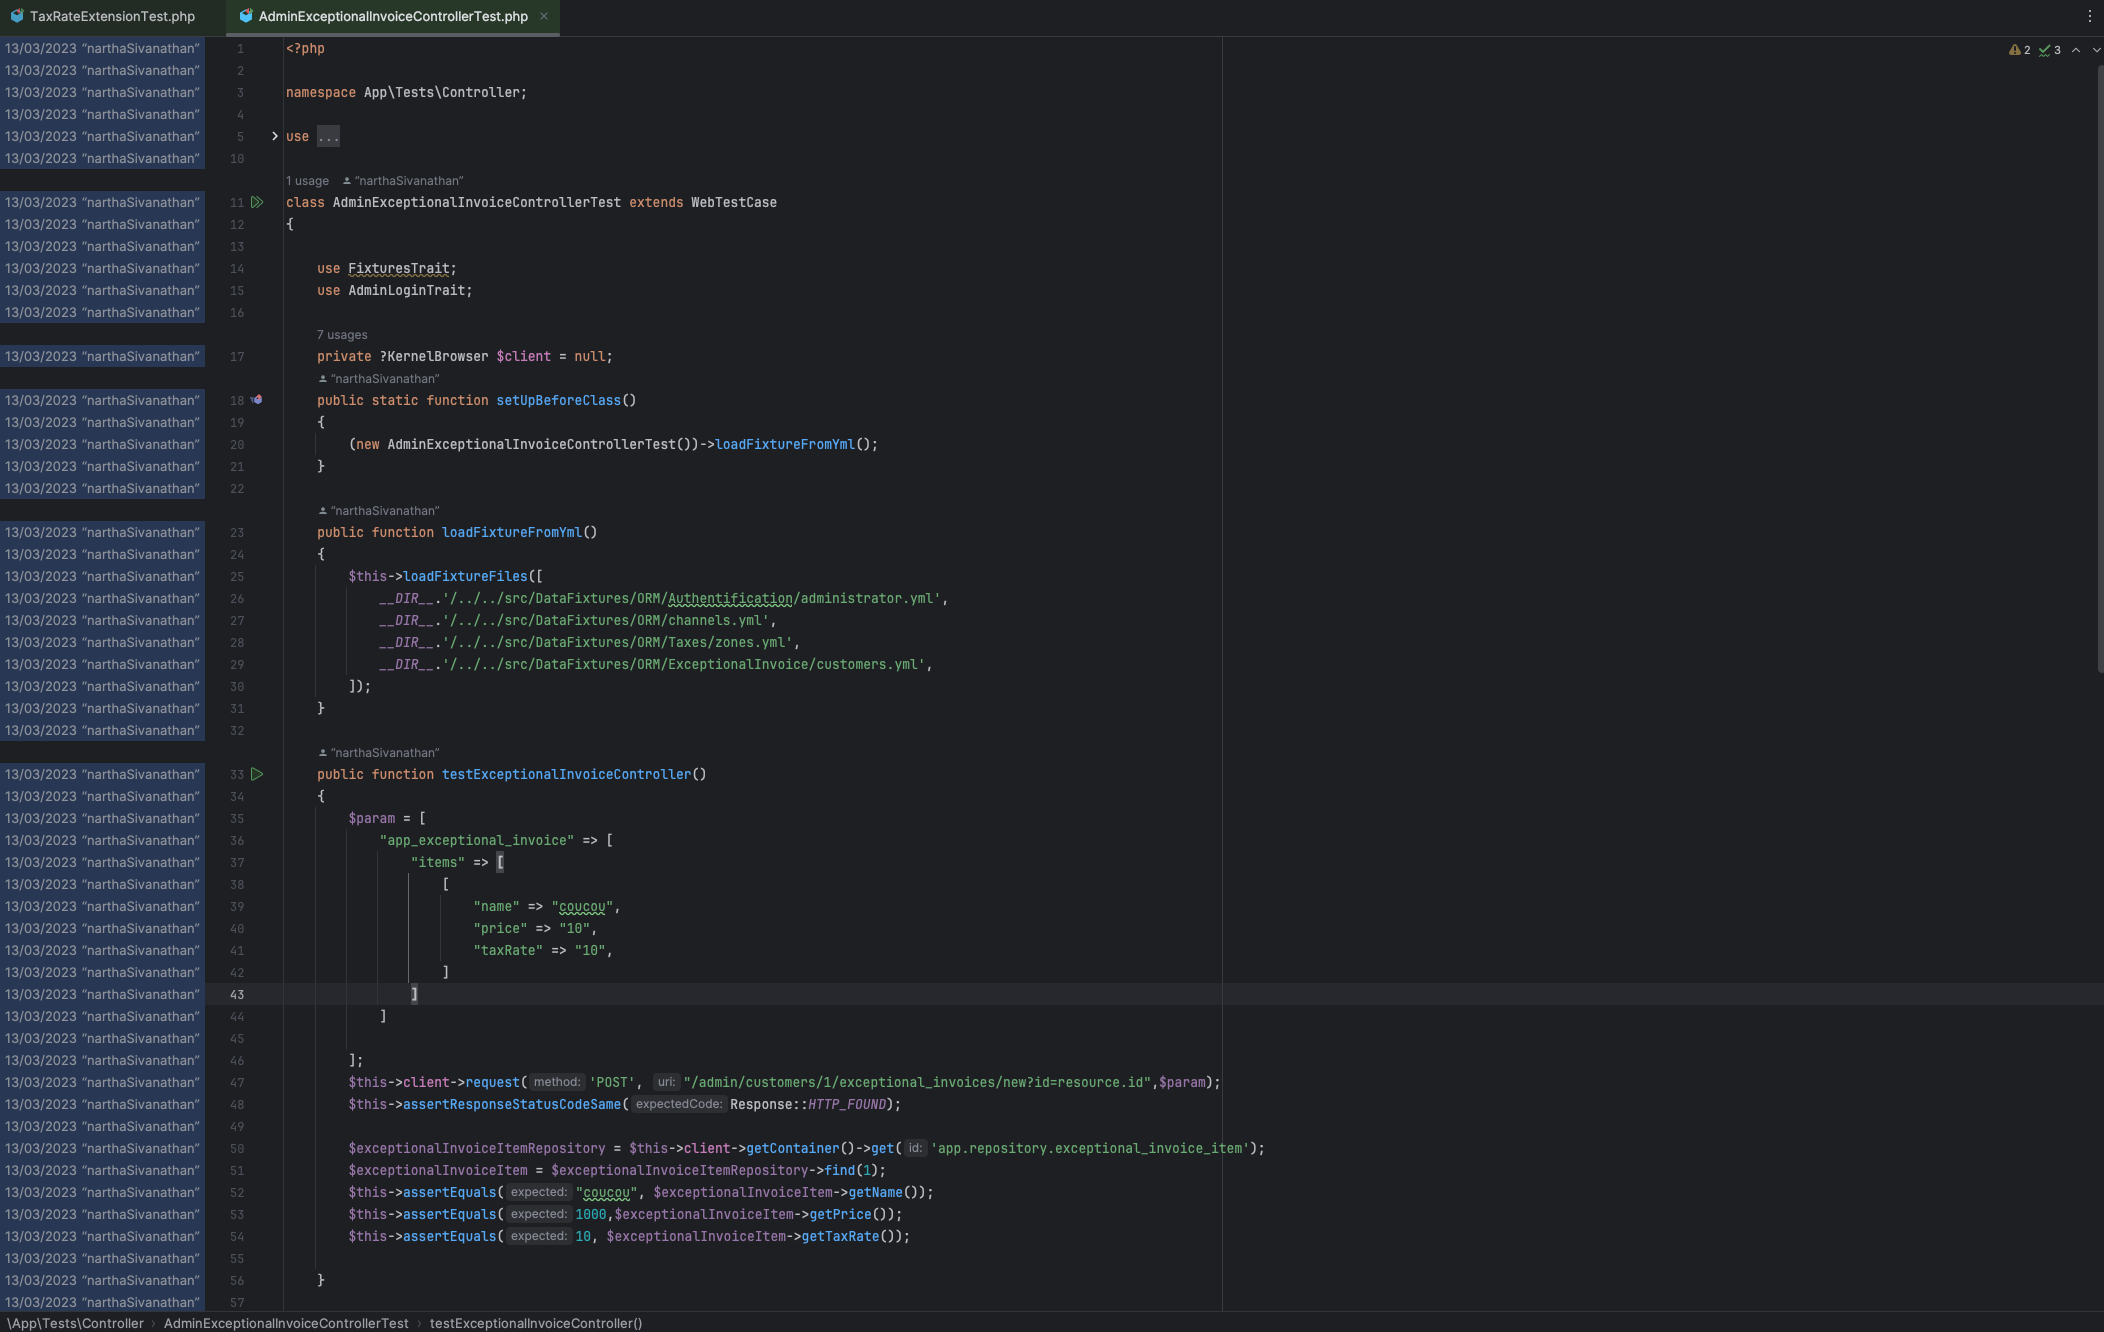 TaxRateExtensionTest.php AdminExceptionalInvoiceControllerTest.php
13/03/2023 “narthaSivanathan” 1 <?php 2 3
13/03/2023 “narthaSivanathan” 2
13/03/2023 “narthaSivanathan” 3 namespace App\Tests\Controller;
13/03/2023 “narthaSivanathan” 4
13/03/2023 “narthaSivanathan” 5 use ...
13/03/2023 “narthaSivanathan” 10
1 usage “narthaSivanathan”
13/03/2023 “narthaSivanathan” 11 class AdminExceptionalInvoiceControllerTest extends WebTestCase
13/03/2023 “narthaSivanathan” 12 {
13/03/2023 “narthaSivanathan” 13
13/03/2023 “narthaSivanathan” 14 use FixturesTrait;
13/03/2023 “narthaSivanathan” 15 use AdminLoginTrait;
13/03/2023 “narthaSivanathan” 16
7 usages
13/03/2023 “narthaSivanathan” 17 private ?KernelBrowser $client = null;
“narthaSivanathan”
13/03/2023 “narthaSivanathan” 18 public static function setUpBeforeClass()
13/03/2023 “narthaSivanathan” 19 {
13/03/2023 “narthaSivanathan” 20 (new AdminExceptionalInvoiceControllerTest())->loadFixtureFromYml();
13/03/2023 “narthaSivanathan” 21 }
13/03/2023 “narthaSivanathan” 22
“narthaSivanathan”
13/03/2023 “narthaSivanathan” 23 public function loadFixtureFromYml()
13/03/2023 “narthaSivanathan” 24 {
13/03/2023 “narthaSivanathan” 25 $this->loadFixtureFiles([
13/03/2023 “narthaSivanathan” 26 __DIR__.'/../../src/DataFixtures/ORM/Authentification/administrator.yml',
13/03/2023 “narthaSivanathan” 27 __DIR__.'/../../src/DataFixtures/ORM/channels.yml',
13/03/2023 “narthaSivanathan” 28 __DIR__.'/../../src/DataFixtures/ORM/Taxes/zones.yml',
13/03/2023 “narthaSivanathan” 29 __DIR__.'/../../src/DataFixtures/ORM/ExceptionalInvoice/customers.yml',
13/03/2023 “narthaSivanathan” 30 ]);
13/03/2023 “narthaSivanathan” 31 }
13/03/2023 “narthaSivanathan” 32
“narthaSivanathan”
13/03/2023 “narthaSivanathan” 33 public function testExceptionalInvoiceController()
13/03/2023 “narthaSivanathan” 34 {
13/03/2023 “narthaSivanathan” 35 $param = [
13/03/2023 “narthaSivanathan” 36 "app_exceptional_invoice" => [
13/03/2023 “narthaSivanathan” 37 "items" => [
13/03/2023 “narthaSivanathan” 38 [
13/03/2023 “narthaSivanathan” 39 "name" => "coucou",
13/03/2023 “narthaSivanathan” 40 "price" => "10",
13/03/2023 “narthaSivanathan” 41 "taxRate" => "10",
13/03/2023 “narthaSivanathan” 42 ]
13/03/2023 “narthaSivanathan” 43 ]
13/03/2023 “narthaSivanathan” 44 ]
13/03/2023 “narthaSivanathan” 45
13/03/2023 “narthaSivanathan” 46 ];
13/03/2023 “narthaSivanathan” 47 $this->client->request( method: 'POST', uri: "/admin/customers/1/exceptional_invoices/new?id=resource.id",$param);
13/03/2023 “narthaSivanathan” 48 $this->assertResponseStatusCodeSame( expectedCode: Response::HTTP_FOUND);
13/03/2023 “narthaSivanathan” 49
13/03/2023 “narthaSivanathan” 50 $exceptionalInvoiceItemRepository = $this->client->getContainer()->get( id: 'app.repository.exceptional_invoice_item');
13/03/2023 “narthaSivanathan” 51 $exceptionalInvoiceItem = $exceptionalInvoiceItemRepository->find(1);
13/03/2023 “narthaSivanathan” 52 $this->assertEquals( expected: "coucou", $exceptionalInvoiceItem->getName());
13/03/2023 “narthaSivanathan” 53 $this->assertEquals( expected: 1000,$exceptionalInvoiceItem->getPrice());
13/03/2023 “narthaSivanathan” 54 $this->assertEquals( expected: 10, $exceptionalInvoiceItem->getTaxRate());
13/03/2023 “narthaSivanathan” 55
13/03/2023 “narthaSivanathan” 56 }
13/03/2023 “narthaSivanathan” 57
\App\Tests\Controller › AdminExceptionalInvoiceControllerTest › testExceptionalInvoiceController()